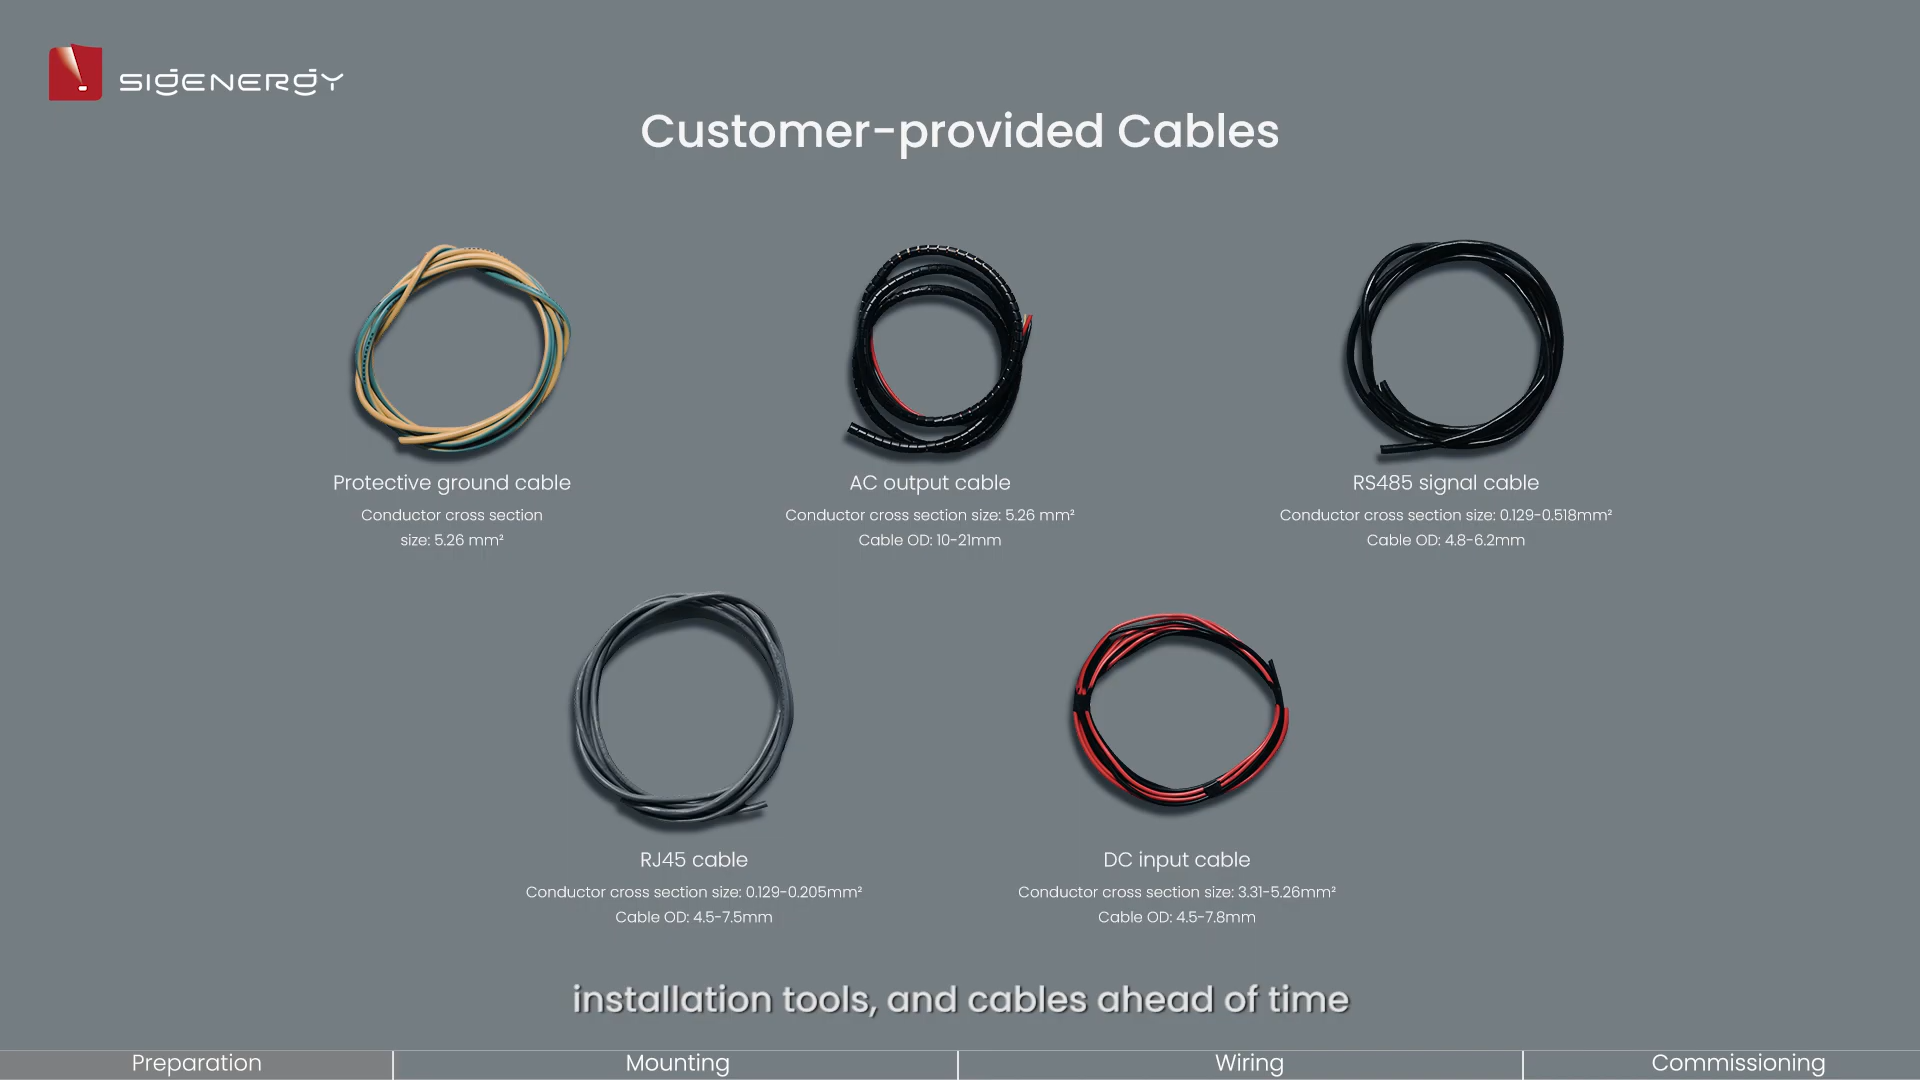 SIGENERGY
Customer-provided Cables
Protective ground cable
Conductor cross section
size: 5.26 mm²
AC output cable
Conductor cross section size: 5.26 mm²
Cable OD: 10-21mm
RS485 signal cable
Conductor cross section size: 0.129-0.518mm²
Cable OD: 4.8-6.2mm
RJ45 cable
Conductor cross section size: 0.129-0.205mm²
Cable OD: 4.5-7.5mm
DC input cable
Conductor cross section size: 3.31-5.26mm²
Cable OD: 4.5-7.8mm
installation tools, and cables ahead of time
Preparation
Mounting
Wiring
Commissioning